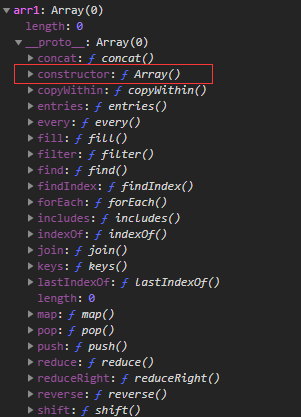 arr1: Array(0)
length: 0
__proto__: Array(0)
concat: ƒ concat()
constructor: ƒ Array()
copyWithin: ƒ copyWithin()
entries: ƒ entries()
every: ƒ every()
fill: ƒ fill()
filter: ƒ filter()
find: ƒ find()
findIndex: ƒ findIndex()
forEach: ƒ forEach()
includes: ƒ includes()
indexOf: ƒ indexOf()
join: ƒ join()
keys: ƒ keys()
lastIndexOf: ƒ lastIndexOf()
length: 0
map: ƒ map()
pop: ƒ pop()
push: ƒ push()
reduce: ƒ reduce()
reduceRight: ƒ reduceRight()
reverse: ƒ reverse()
shift: ƒ shift()